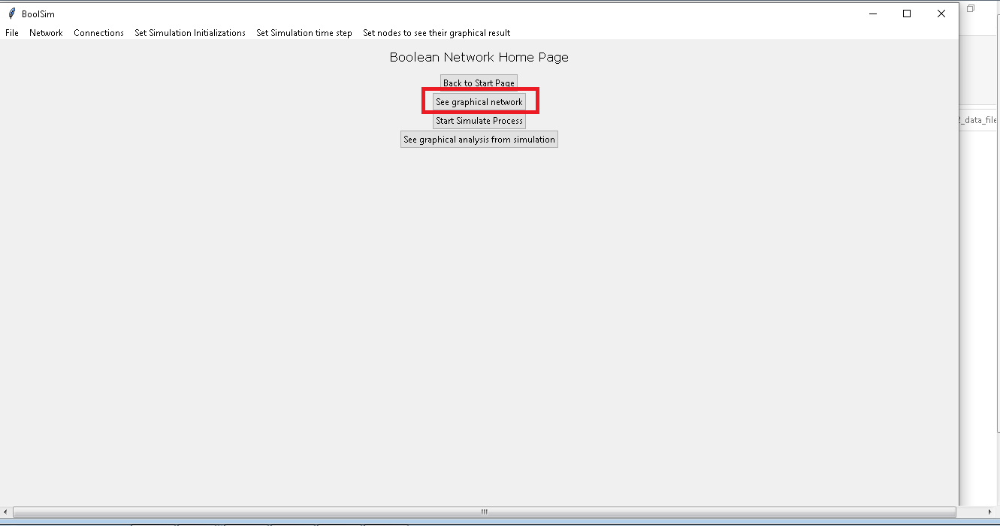 BoolSim
File Network Connections Set Simulation Initializations Set Simulation time step Set nodes to see their graphical result
Boolean Network Home Page
Back to Start Page
See graphical network
Start Simulate Process
See graphical analysis from simulation
_data_file